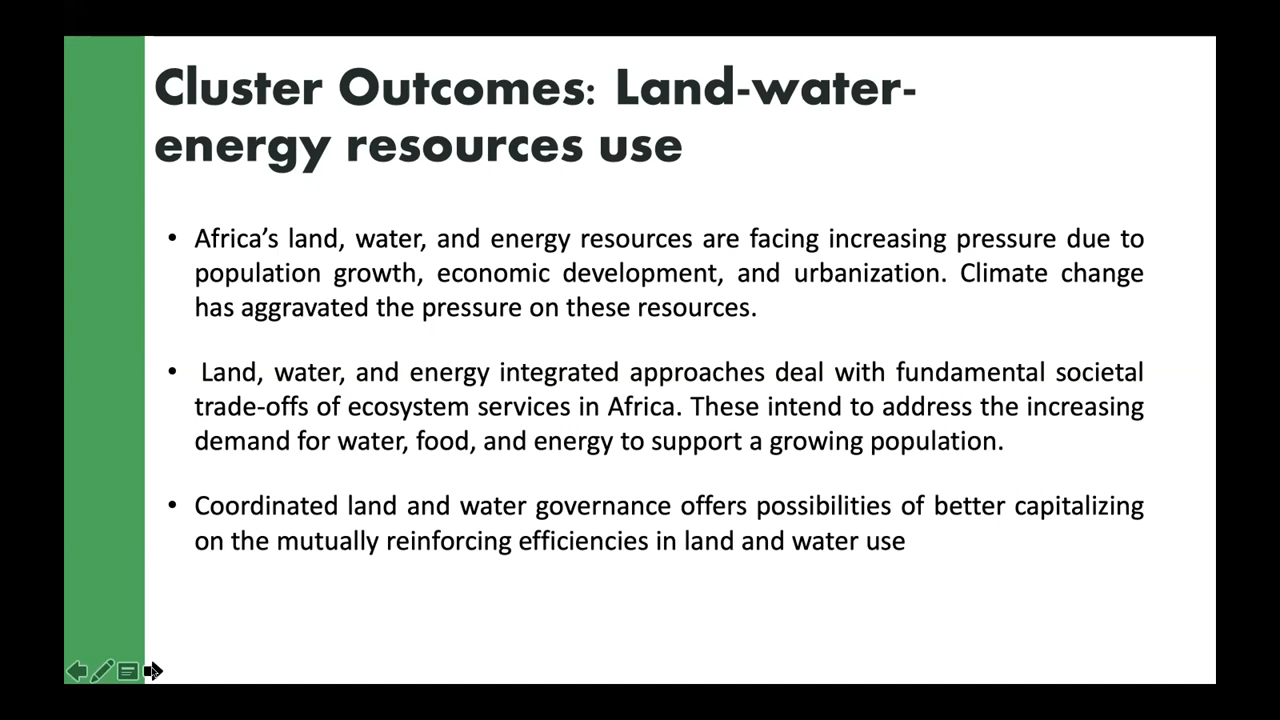 Cluster Outcomes: Land-water-
energy resources use
• Africa’s land, water, and energy resources are facing increasing pressure due to
population growth, economic development, and urbanization. Climate change
has aggravated the pressure on these resources.
• Land, water, and energy integrated approaches deal with fundamental societal
trade-offs of ecosystem services in Africa. These intend to address the increasing
demand for water, food, and energy to support a growing population.
• Coordinated land and water governance offers possibilities of better capitalizing
on the mutually reinforcing efficiencies in land and water use